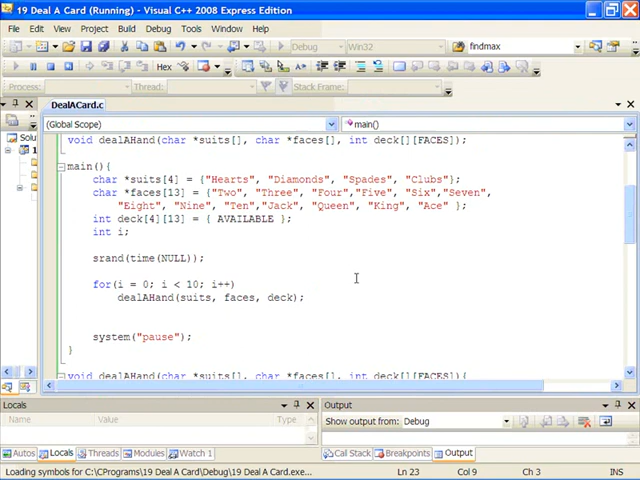 19 Deal A Card (Running) - Visual C++ 2008 Express Edition
File Edit View Project Build Debug Tools Window Help
Debug Win32 findmax
Hex
Process: Thread: Stack Frame:
DealACard.c
(Global Scope) main()
Solu
void dealAHand(char *suits[], char *faces[], int deck[][FACES]);
main(){
char *suits[4] = {"Hearts", "Diamonds", "Spades", "Clubs"};
char *faces[13] = {"Two", "Three", "Four","Five", "Six","Seven",
"Eight", "Nine", "Ten","Jack", "Queen", "King", "Ace" };
int deck[4][13] = { AVAILABLE };
int i;
srand(time(NULL));
for(i = 0; i < 10; i++)
dealAHand(suits, faces, deck);
system("pause");
}
void dealAHand(char *suits[], char *faces[], int deck[][FACES]){
Locals Output
Name Value Type Show output from: Debug
Autos Locals Threads Modules Watch 1 Call Stack Breakpoints Output
Loading symbols for C:\CPrograms\19 Deal A Card\Debug\19 Deal A Card.exe... Ln 23 Col 9 Ch 3 INS